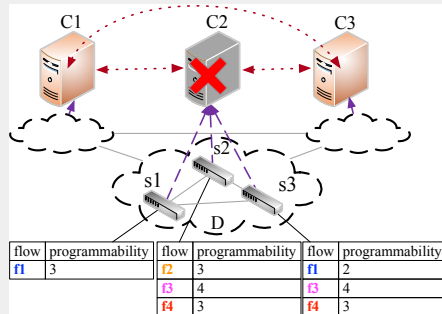 C1 C2 C3
s2
s1 s3
D
flow programmability
f1 3
flow programmability
f2 3
f3 4
f4 3
flow programmability
f1 2
f3 4
f4 3